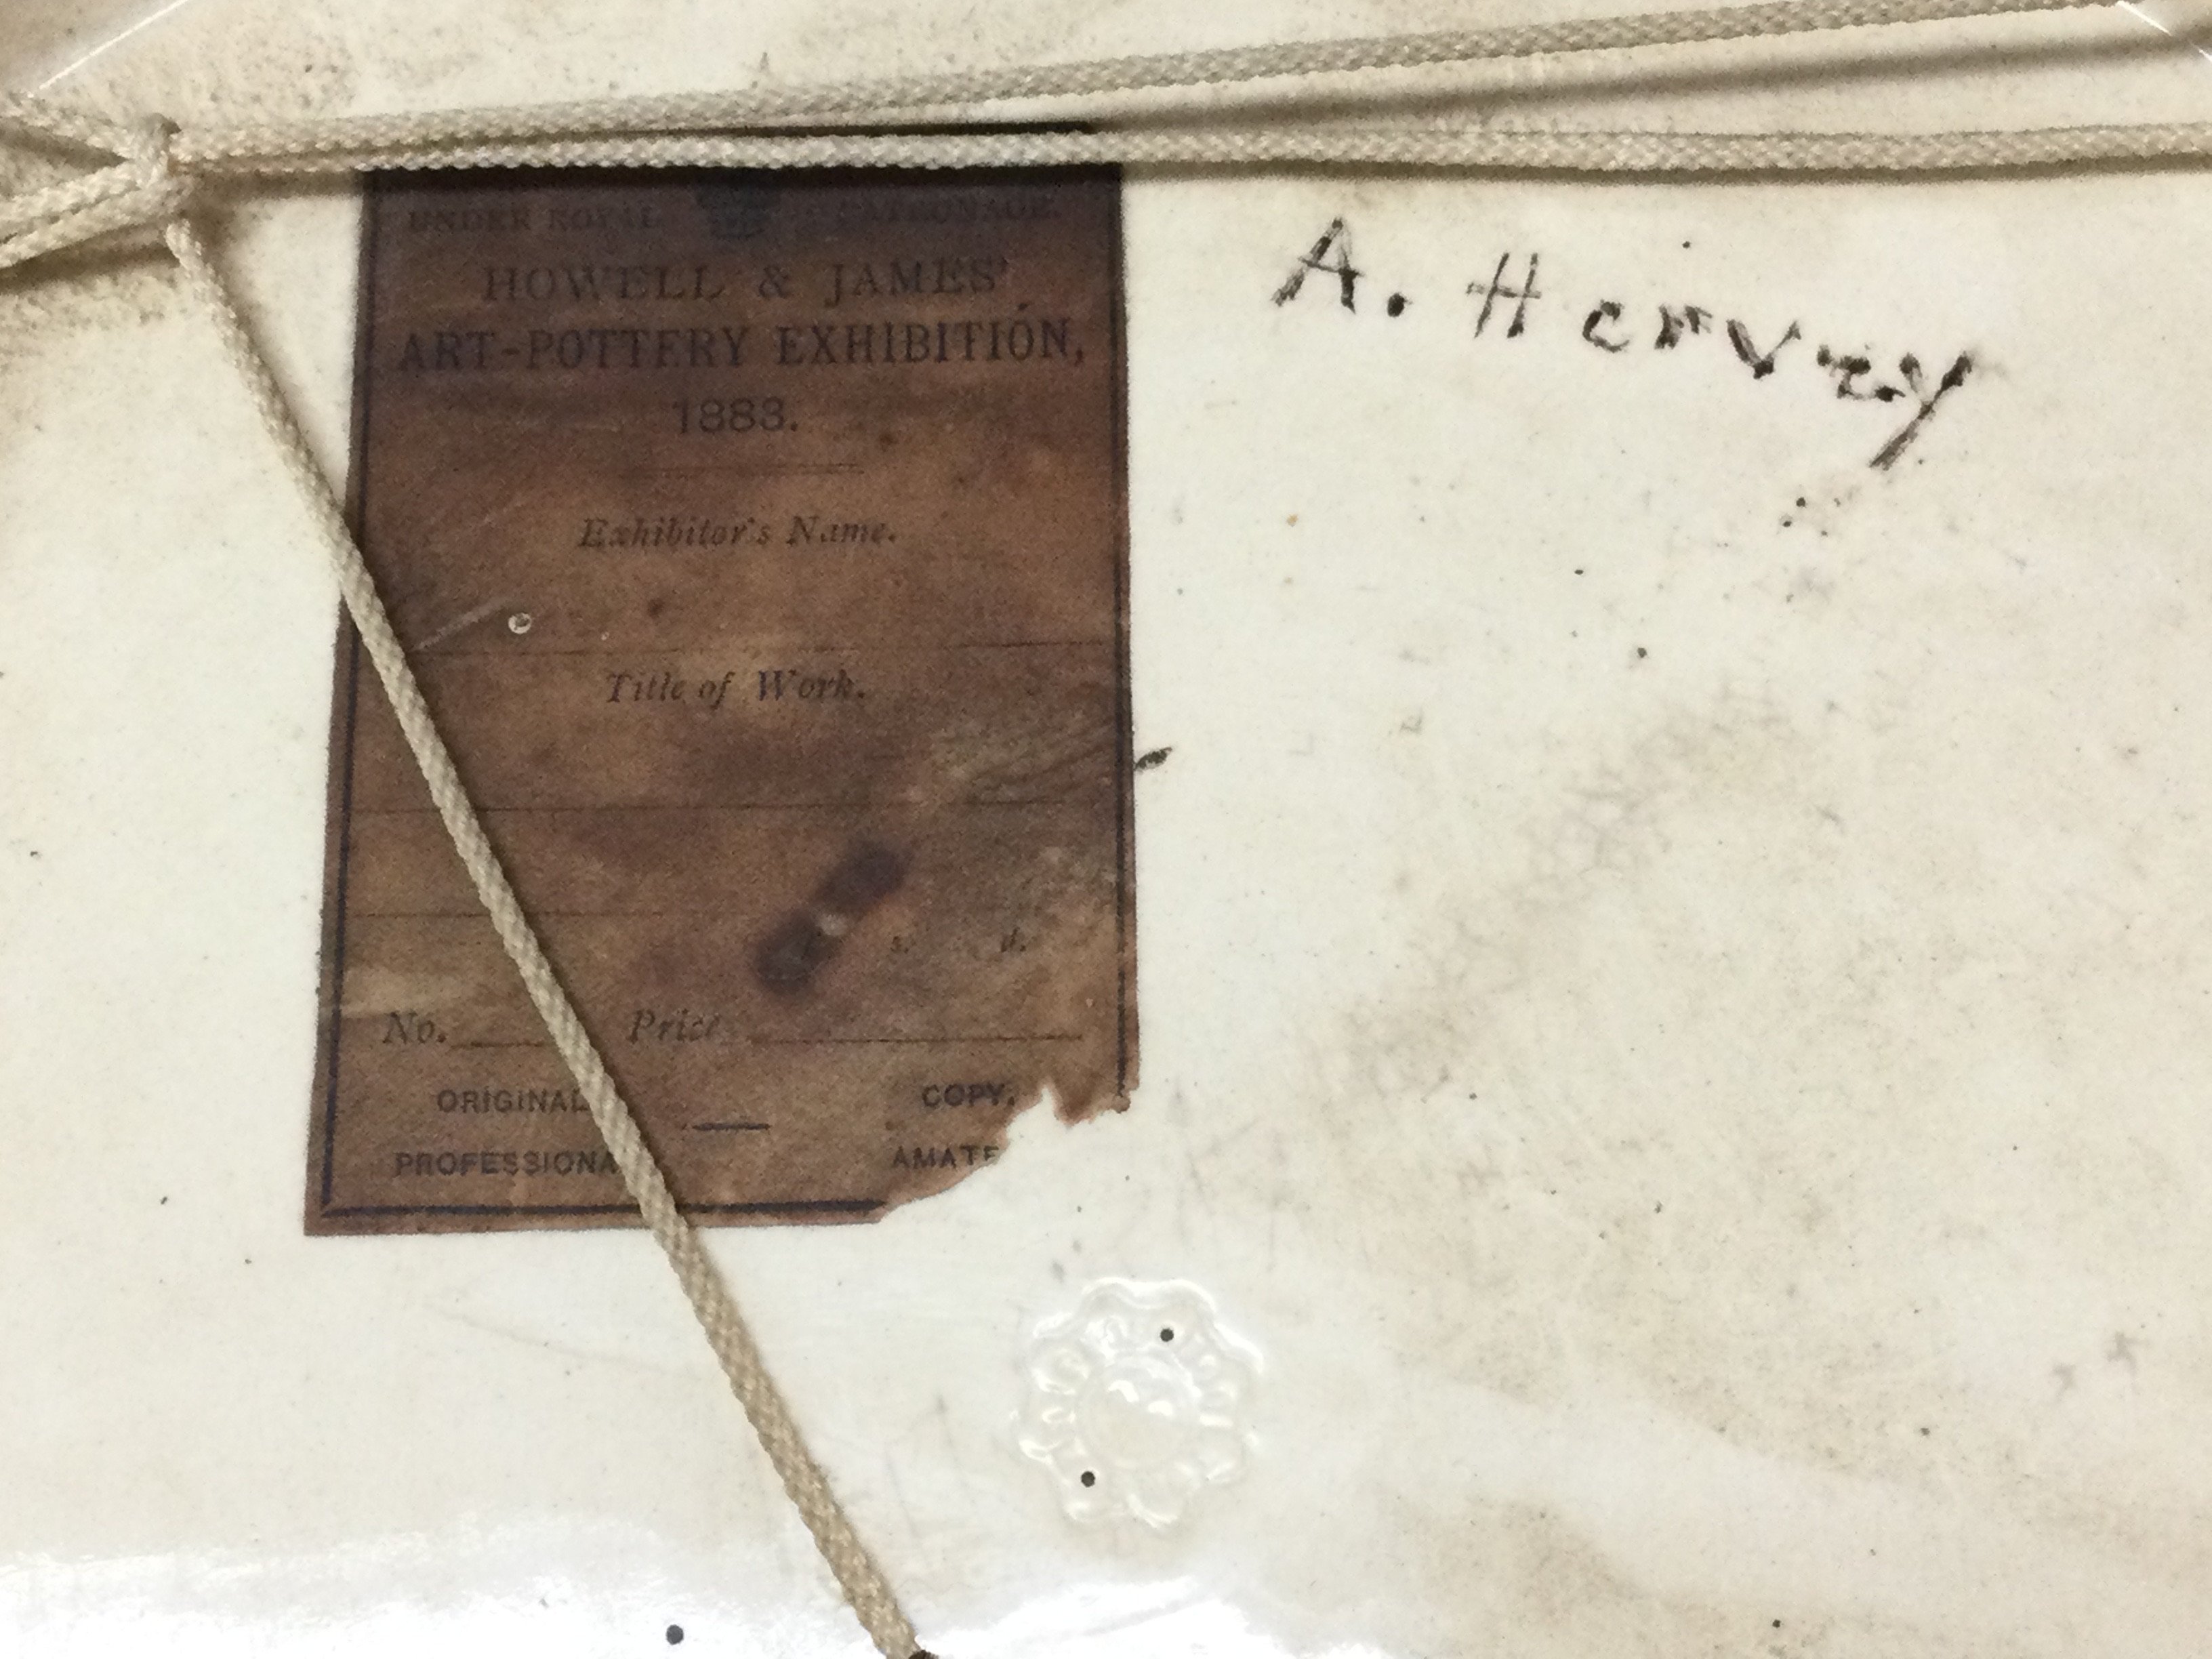 UNDER ROYAL PATRONAGE.
HOWELL & JAMES'
ART-POTTERY EXHIBITION,
1883.
Exhibitor's Name.
Title of Work.
s. d.
No. Price
ORIGINAL COPY.
PROFESSIONA AMATE
A. Hervey